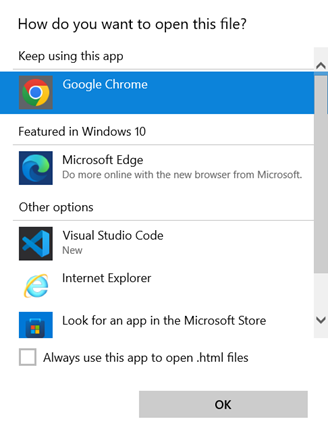 How do you want to open this file?
Keep using this app
Google Chrome
Featured in Windows 10
Microsoft Edge
Do more online with the new browser from Microsoft.
Other options
Visual Studio Code
New
Internet Explorer
Look for an app in the Microsoft Store
Always use this app to open .html files
OK